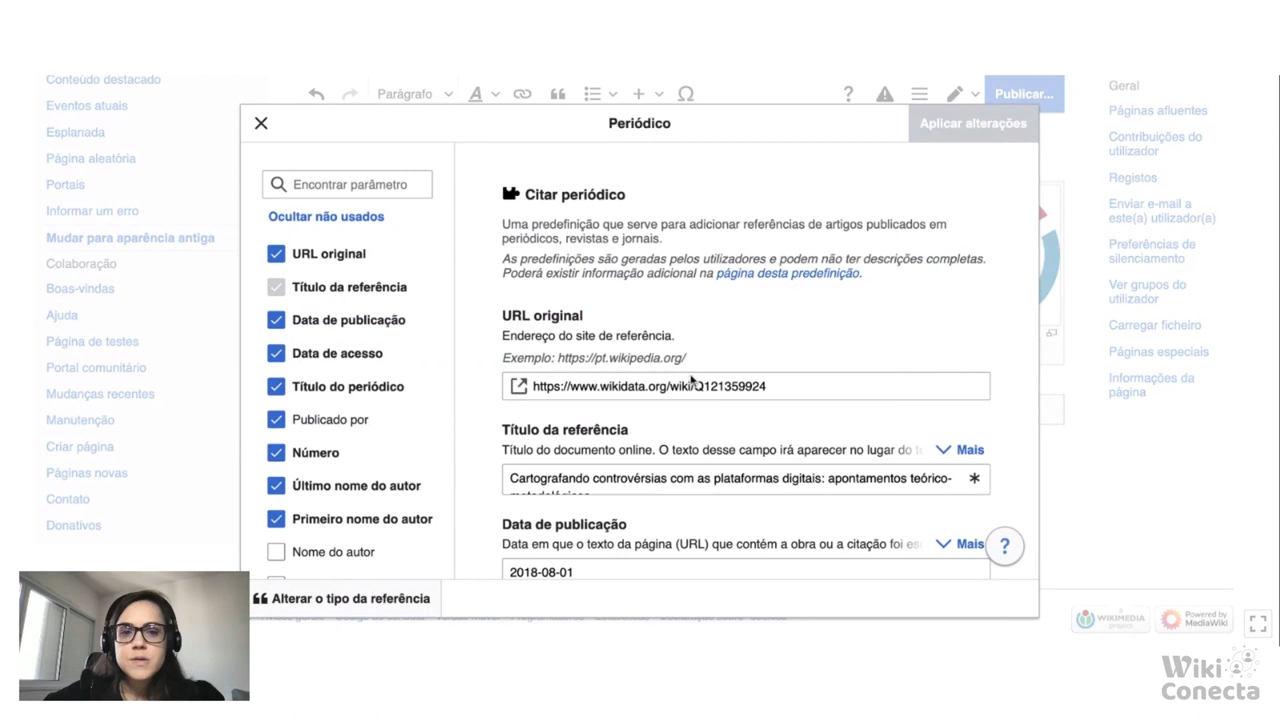 Conteúdo destacado
Eventos atuais
Esplanada
Página aleatória
Portais
Informar um erro
Mudar para aparência antiga
Colaboração
Boas-vindas
Ajuda
Página de testes
Portal comunitário
Mudanças recentes
Manutenção
Criar página
Páginas novas
Contato
Donativos
Parágrafo
A
Ω
?
Publicar...
Periódico
Aplicar alterações
Encontrar parâmetro
Ocultar não usados
URL original
Título da referência
Data de publicação
Data de acesso
Título do periódico
Publicado por
Número
Último nome do autor
Primeiro nome do autor
Nome do autor
Alterar o tipo da referência
Citar periódico
Uma predefinição que serve para adicionar referências de artigos publicados em
periódicos, revistas e jornais.
As predefinições são geradas pelos utilizadores e podem não ter descrições completas.
Poderá existir informação adicional na página desta predefinição.
URL original
Endereço do site de referência.
Exemplo: https://pt.wikipedia.org/
https://www.wikidata.org/wiki/Q121359924
Título da referência
Título do documento online. O texto desse campo irá aparecer no lugar do
Mais
Cartografando controvérsias com as plataformas digitais: apontamentos teórico-
Data de publicação
Data em que o texto da página (URL) que contém a obra ou a citação foi
Mais
2018-08-01
?
Geral
Páginas afluentes
Contribuições do
utilizador
Registos
Enviar e-mail a
este(a) utilizador(a)
Preferências de
silenciamento
Ver grupos do
utilizador
Carregar ficheiro
Páginas especiais
Informações da
página
A
WIKIMEDIA
project
Powered by
MediaWiki
Wiki
Conecta